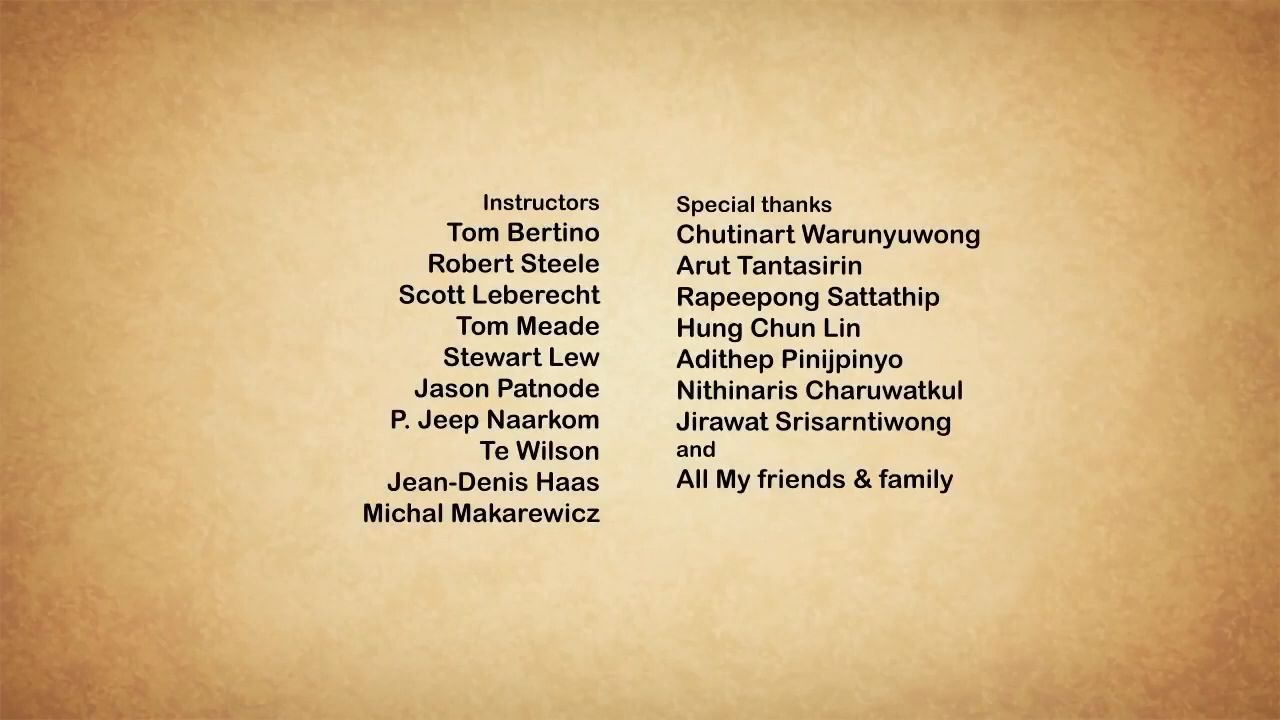 Instructors
Tom Bertino
Robert Steele
Scott Leberecht
Tom Meade
Stewart Lew
Jason Patnode
P. Jeep Naarkom
Te Wilson
Jean-Denis Haas
Michal Makarewicz
Special thanks
Chutinart Warunyuwong
Arut Tantasirin
Rapeepong Sattathip
Hung Chun Lin
Adithep Pinijpinyo
Nithinaris Charuwatkul
Jirawat Srisarntiwong
and
All My friends & family